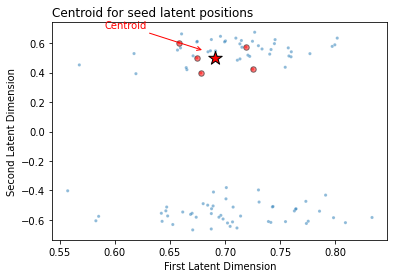 Centroid for seed latent positions
Centroid
0.6
0.4
0.2
0.0
−0.2
−0.4
−0.6
Second Latent Dimension
0.55 0.60 0.65 0.70 0.75 0.80
First Latent Dimension